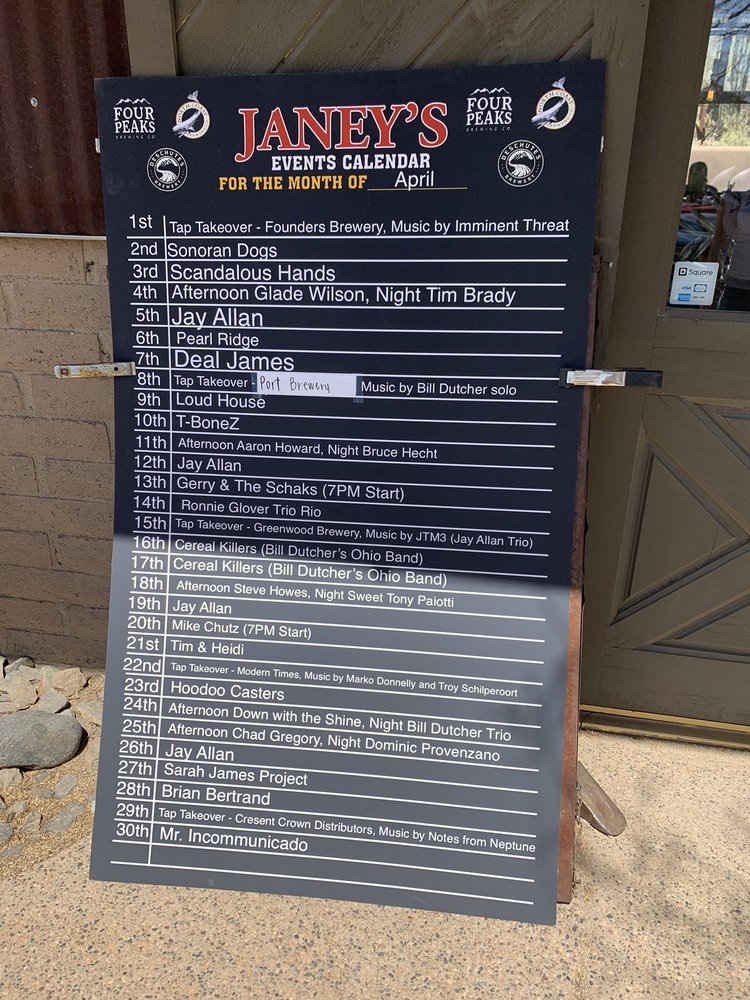 FOUR PEAKS BREWING CO
NORTH COAST
DESCHUTES BREWERY
JANEY'S
EVENTS CALENDAR
FOR THE MONTH OF April
FOUR PEAKS BREWING CO
NORTH COAST
DESCHUTES BREWERY
1st Tap Takeover - Founders Brewery, Music by Imminent Threat
2nd Sonoran Dogs
3rd Scandalous Hands
4th Afternoon Glade Wilson, Night Tim Brady
5th Jay Allan
6th Pearl Ridge
7th Deal James
8th Tap Takeover - Port Brewery Music by Bill Dutcher solo
9th Loud House
10th T-BoneZ
11th Afternoon Aaron Howard, Night Bruce Hecht
12th Jay Allan
13th Gerry & The Schaks (7PM Start)
14th Ronnie Glover Trio Rio
15th Tap Takeover - Greenwood Brewery, Music by JTM3 (Jay Allan Trio)
16th Cereal Killers (Bill Dutcher's Ohio Band)
17th Cereal Killers (Bill Dutcher's Ohio Band)
18th Afternoon Steve Howes, Night Sweet Tony Paiotti
19th Jay Allan
20th Mike Chutz (7PM Start)
21st Tim & Heidi
22nd Tap Takeover - Modern Times, Music by Marko Donnelly and Troy Schilperoort
23rd Hoodoo Casters
24th Afternoon Down with the Shine, Night Bill Dutcher Trio
25th Afternoon Chad Gregory, Night Dominic Provenzano
26th Jay Allan
27th Sarah James Project
28th Brian Bertrand
29th Tap Takeover - Cresent Crown Distributors, Music by Notes from Neptune
30th Mr. Incommunicado
Square
VISA